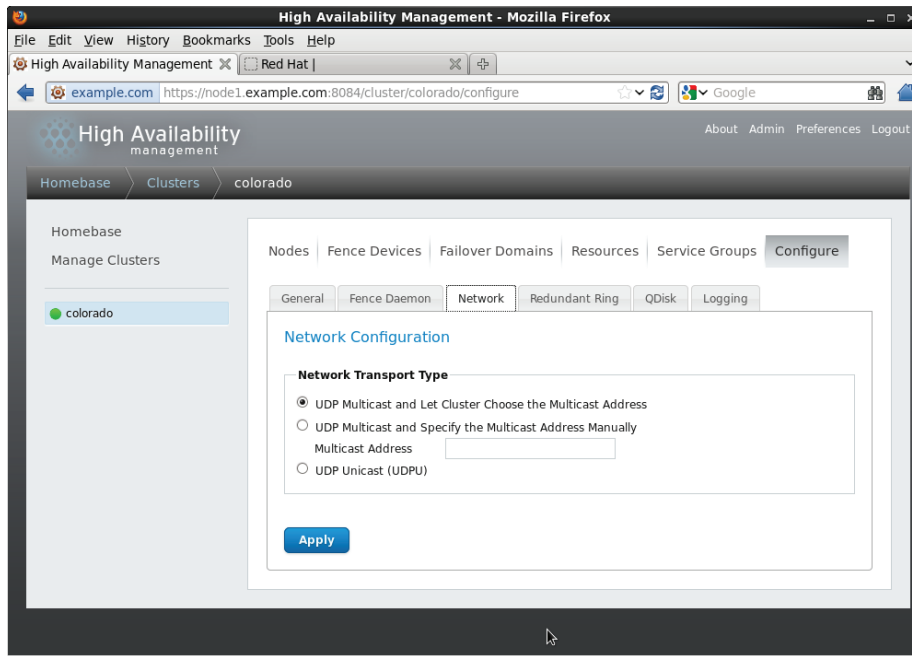 High Availability Management - Mozilla Firefox
File Edit View History Bookmarks Tools Help
High Availability Management Red Hat |
example.com https://node1.example.com:8084/cluster/colorado/configure Google
High Availability
management
About Admin Preferences Logout
Homebase Clusters colorado
Homebase
Manage Clusters
colorado
Nodes Fence Devices Failover Domains Resources Service Groups Configure
General Fence Daemon Network Redundant Ring QDisk Logging
Network Configuration
Network Transport Type
UDP Multicast and Let Cluster Choose the Multicast Address
UDP Multicast and Specify the Multicast Address Manually
Multicast Address
UDP Unicast (UDPU)
Apply